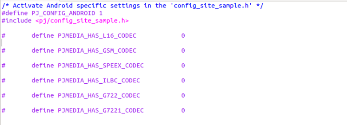 /* Activate Android specific settings in the 'config_site_sample.h' */
#define PJ_CONFIG_ANDROID 1
#include <pj/config_site_sample.h>
# define PJMEDIA_HAS_L16_CODEC 0
# define PJMEDIA_HAS_GSM_CODEC 0
# define PJMEDIA_HAS_SPEEX_CODEC 0
# define PJMEDIA_HAS_ILBC_CODEC 0
# define PJMEDIA_HAS_G722_CODEC 0
# define PJMEDIA_HAS_G7221_CODEC 0